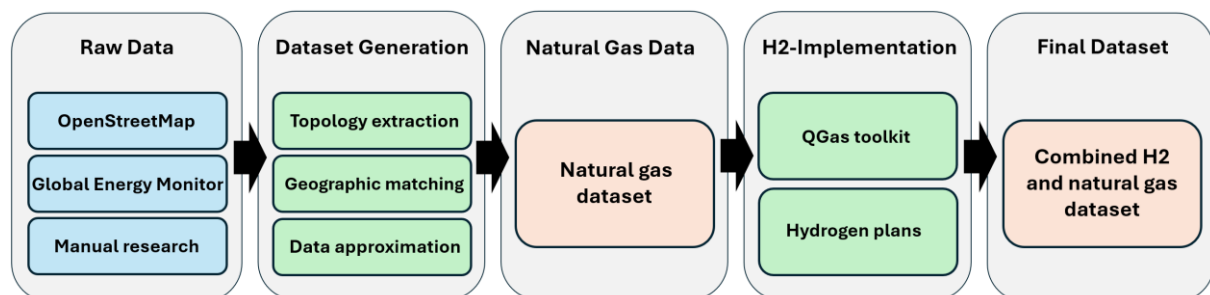 Raw Data
OpenStreetMap
Global Energy Monitor
Manual research
Dataset Generation
Topology extraction
Geographic matching
Data approximation
Natural Gas Data
Natural gas
dataset
H2-Implementation
QGas toolkit
Hydrogen plans
Final Dataset
Combined H2
and natural gas
dataset